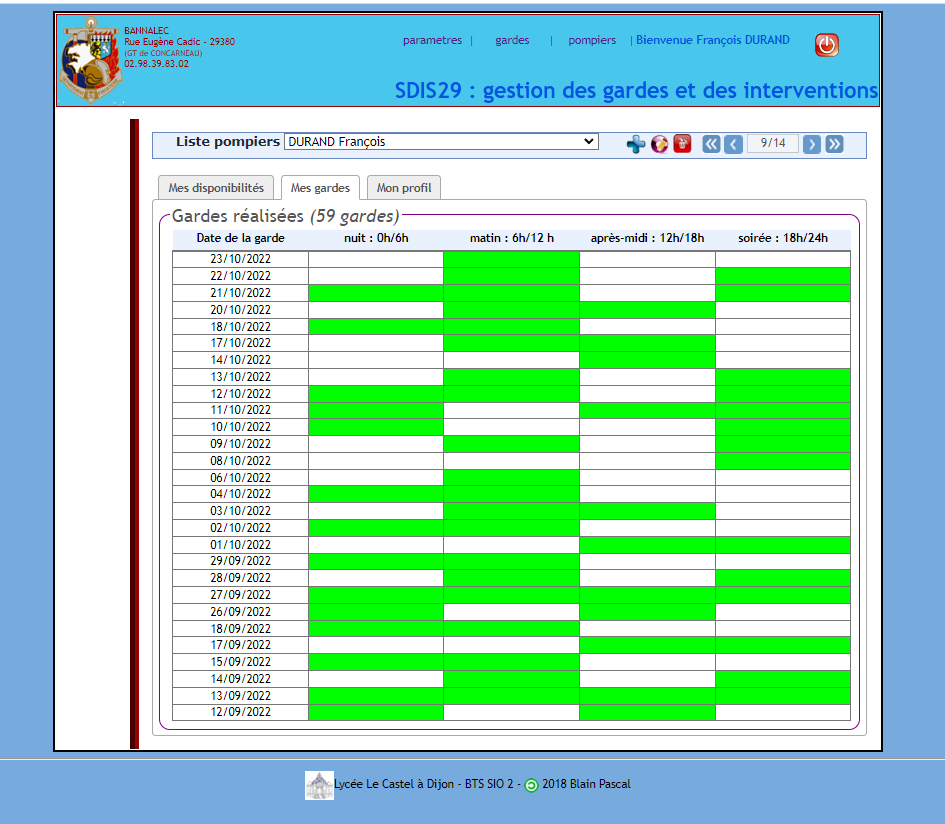 BANNALEC
Rue Eugène Cadic - 29380
(GT de CONCARNEAU)
02.98.39.83.02
parametres | gardes | pompiers | Bienvenue François DURAND
SDIS29 : gestion des gardes et des interventions
Liste pompiers DURAND François 9/14
Mes disponibilités Mes gardes Mon profil
Gardes réalisées (59 gardes)
Date de la garde nuit : 0h/6h matin : 6h/12 h après-midi : 12h/18h soirée : 18h/24h
23/10/2022
22/10/2022
21/10/2022
20/10/2022
18/10/2022
17/10/2022
14/10/2022
13/10/2022
12/10/2022
11/10/2022
10/10/2022
09/10/2022
08/10/2022
06/10/2022
04/10/2022
03/10/2022
02/10/2022
01/10/2022
29/09/2022
28/09/2022
27/09/2022
26/09/2022
18/09/2022
17/09/2022
15/09/2022
14/09/2022
13/09/2022
12/09/2022
Lycée Le Castel à Dijon - BTS SIO 2 - 2018 Blain Pascal